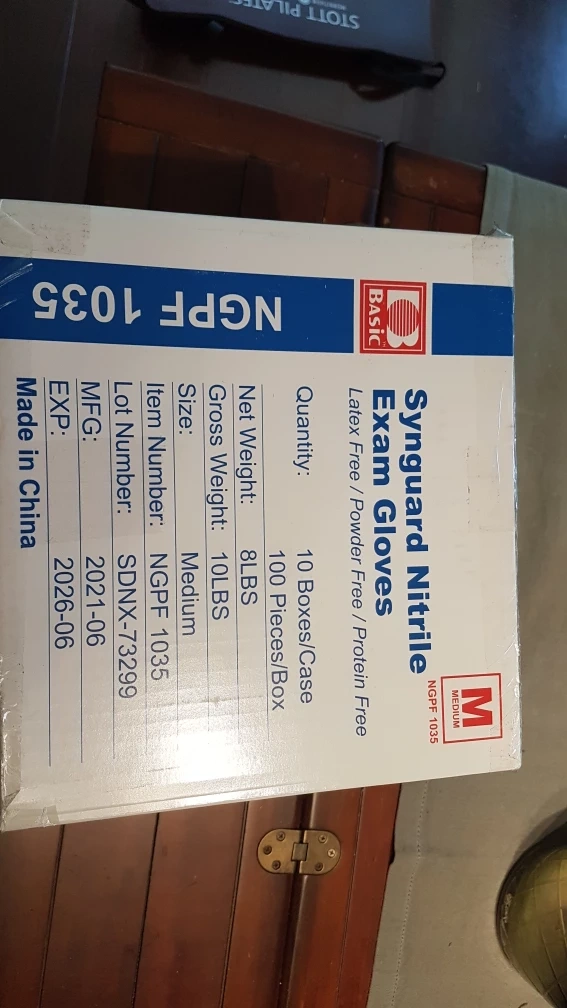 STOTT PILATES
NGPF 1035
BASIC
Synguard Nitrile
Exam Gloves
Latex Free / Powder Free / Protein Free
M
MEDIUM
NGPF 1035
Quantity: 10 Boxes/Case
100 Pieces/Box
Net Weight: 8LBS
Gross Weight: 10LBS
Size: Medium
Item Number: NGPF 1035
Lot Number: SDNX-73299
MFG: 2021-06
EXP: 2026-06
Made in China